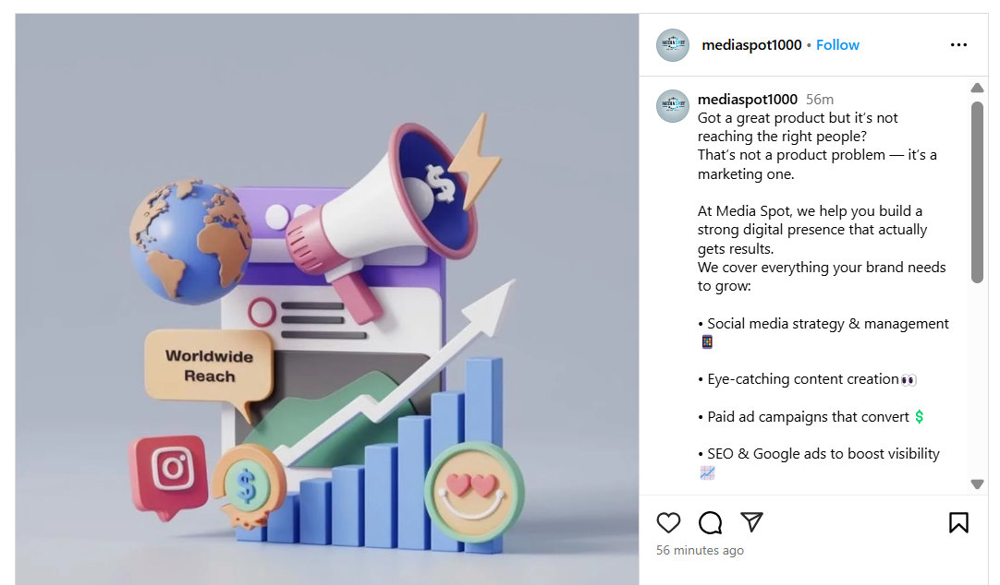 Worldwide
Reach
mediaspot1000 • Follow
mediaspot1000 56m
Got a great product but it's not
reaching the right people?
That's not a product problem — it's a
marketing one.
At Media Spot, we help you build a
strong digital presence that actually
gets results.
We cover everything your brand needs
to grow:
• Social media strategy & management
📱
• Eye-catching content creation👀
• Paid ad campaigns that convert 💲
• SEO & Google ads to boost visibility
📈
56 minutes ago